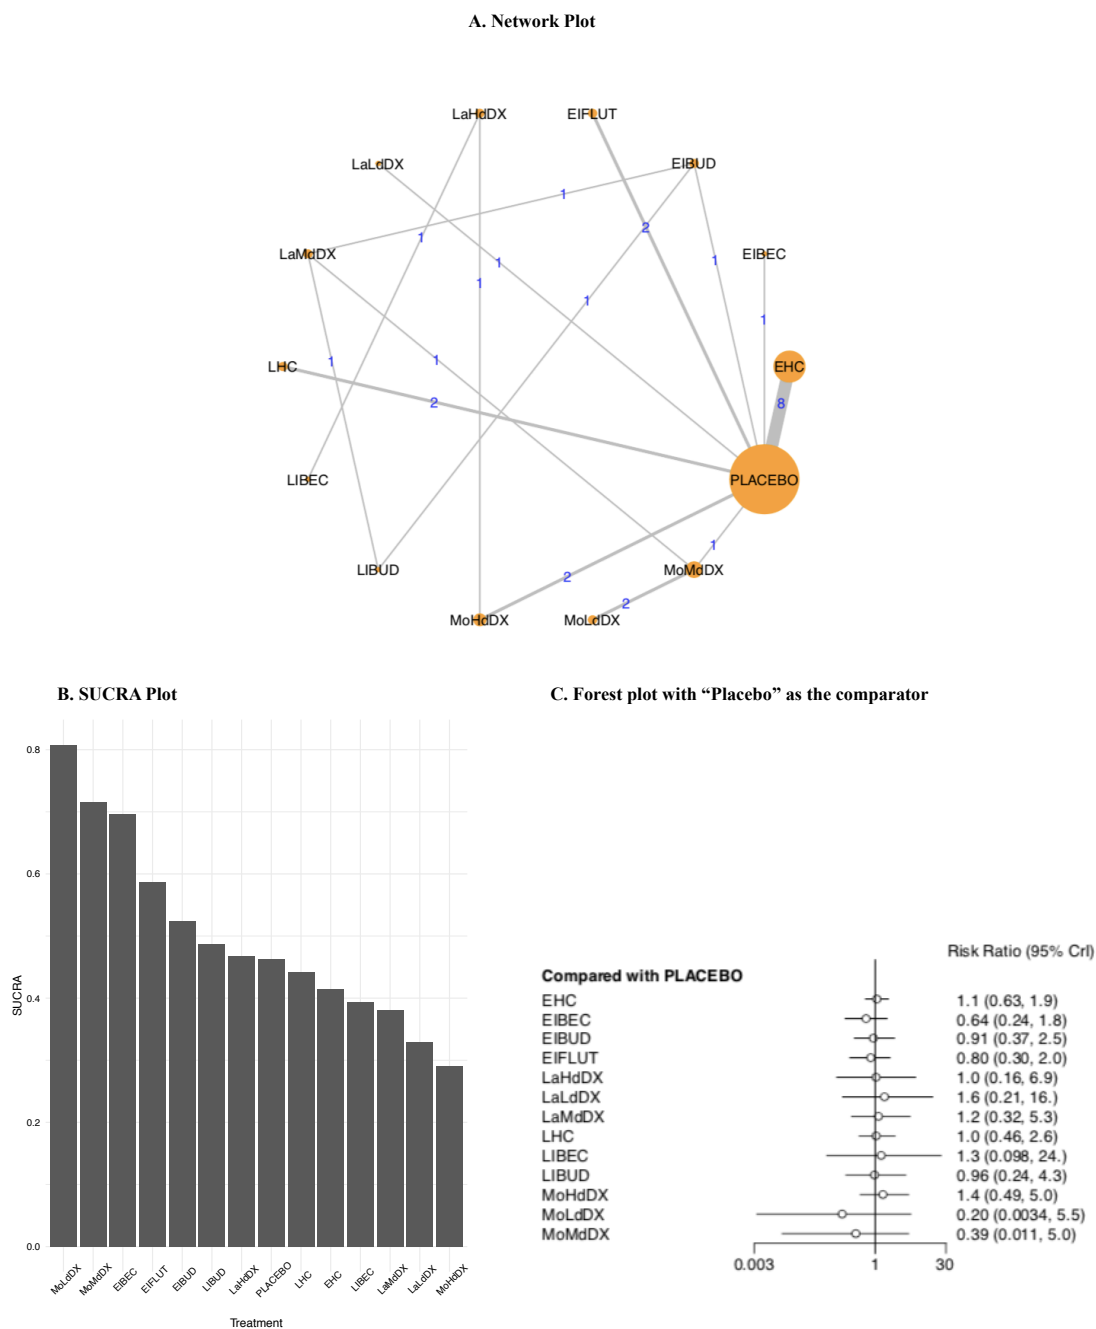 A. Network Plot
LaHdDX
EIFLUT
LaLdDX
EIBUD
1
2
1
LaMdDX
EIBEC
1
1
1
1
1
LHC
1
1
EHC
2
8
LIBEC
PLACEBO
1
LIBUD
MoMdDX
2
2
MoHdDX
MoLdDX
B. SUCRA Plot
C. Forest plot with “Placebo” as the comparator
0.8
0.6
0.4
0.2
0.0
SUCRA
MoLdDX
MoMdDX
EIBEC
EIFLUT
EIBUD
LIBUD
LaHdDX
PLACEBO
LHC
EHC
LIBEC
LaMdDX
LaLdDX
MoHdDX
Treatment
Risk Ratio (95% CrI)
Compared with PLACEBO
EHC 1.1 (0.63, 1.9)
EIBEC 0.64 (0.24, 1.8)
EIBUD 0.91 (0.37, 2.5)
EIFLUT 0.80 (0.30, 2.0)
LaHdDX 1.0 (0.16, 6.9)
LaLdDX 1.6 (0.21, 16.)
LaMdDX 1.2 (0.32, 5.3)
LHC 1.0 (0.46, 2.6)
LIBEC 1.3 (0.098, 24.)
LIBUD 0.96 (0.24, 4.3)
MoHdDX 1.4 (0.49, 5.0)
MoLdDX 0.20 (0.0034, 5.5)
MoMdDX 0.39 (0.011, 5.0)
0.003 1 30